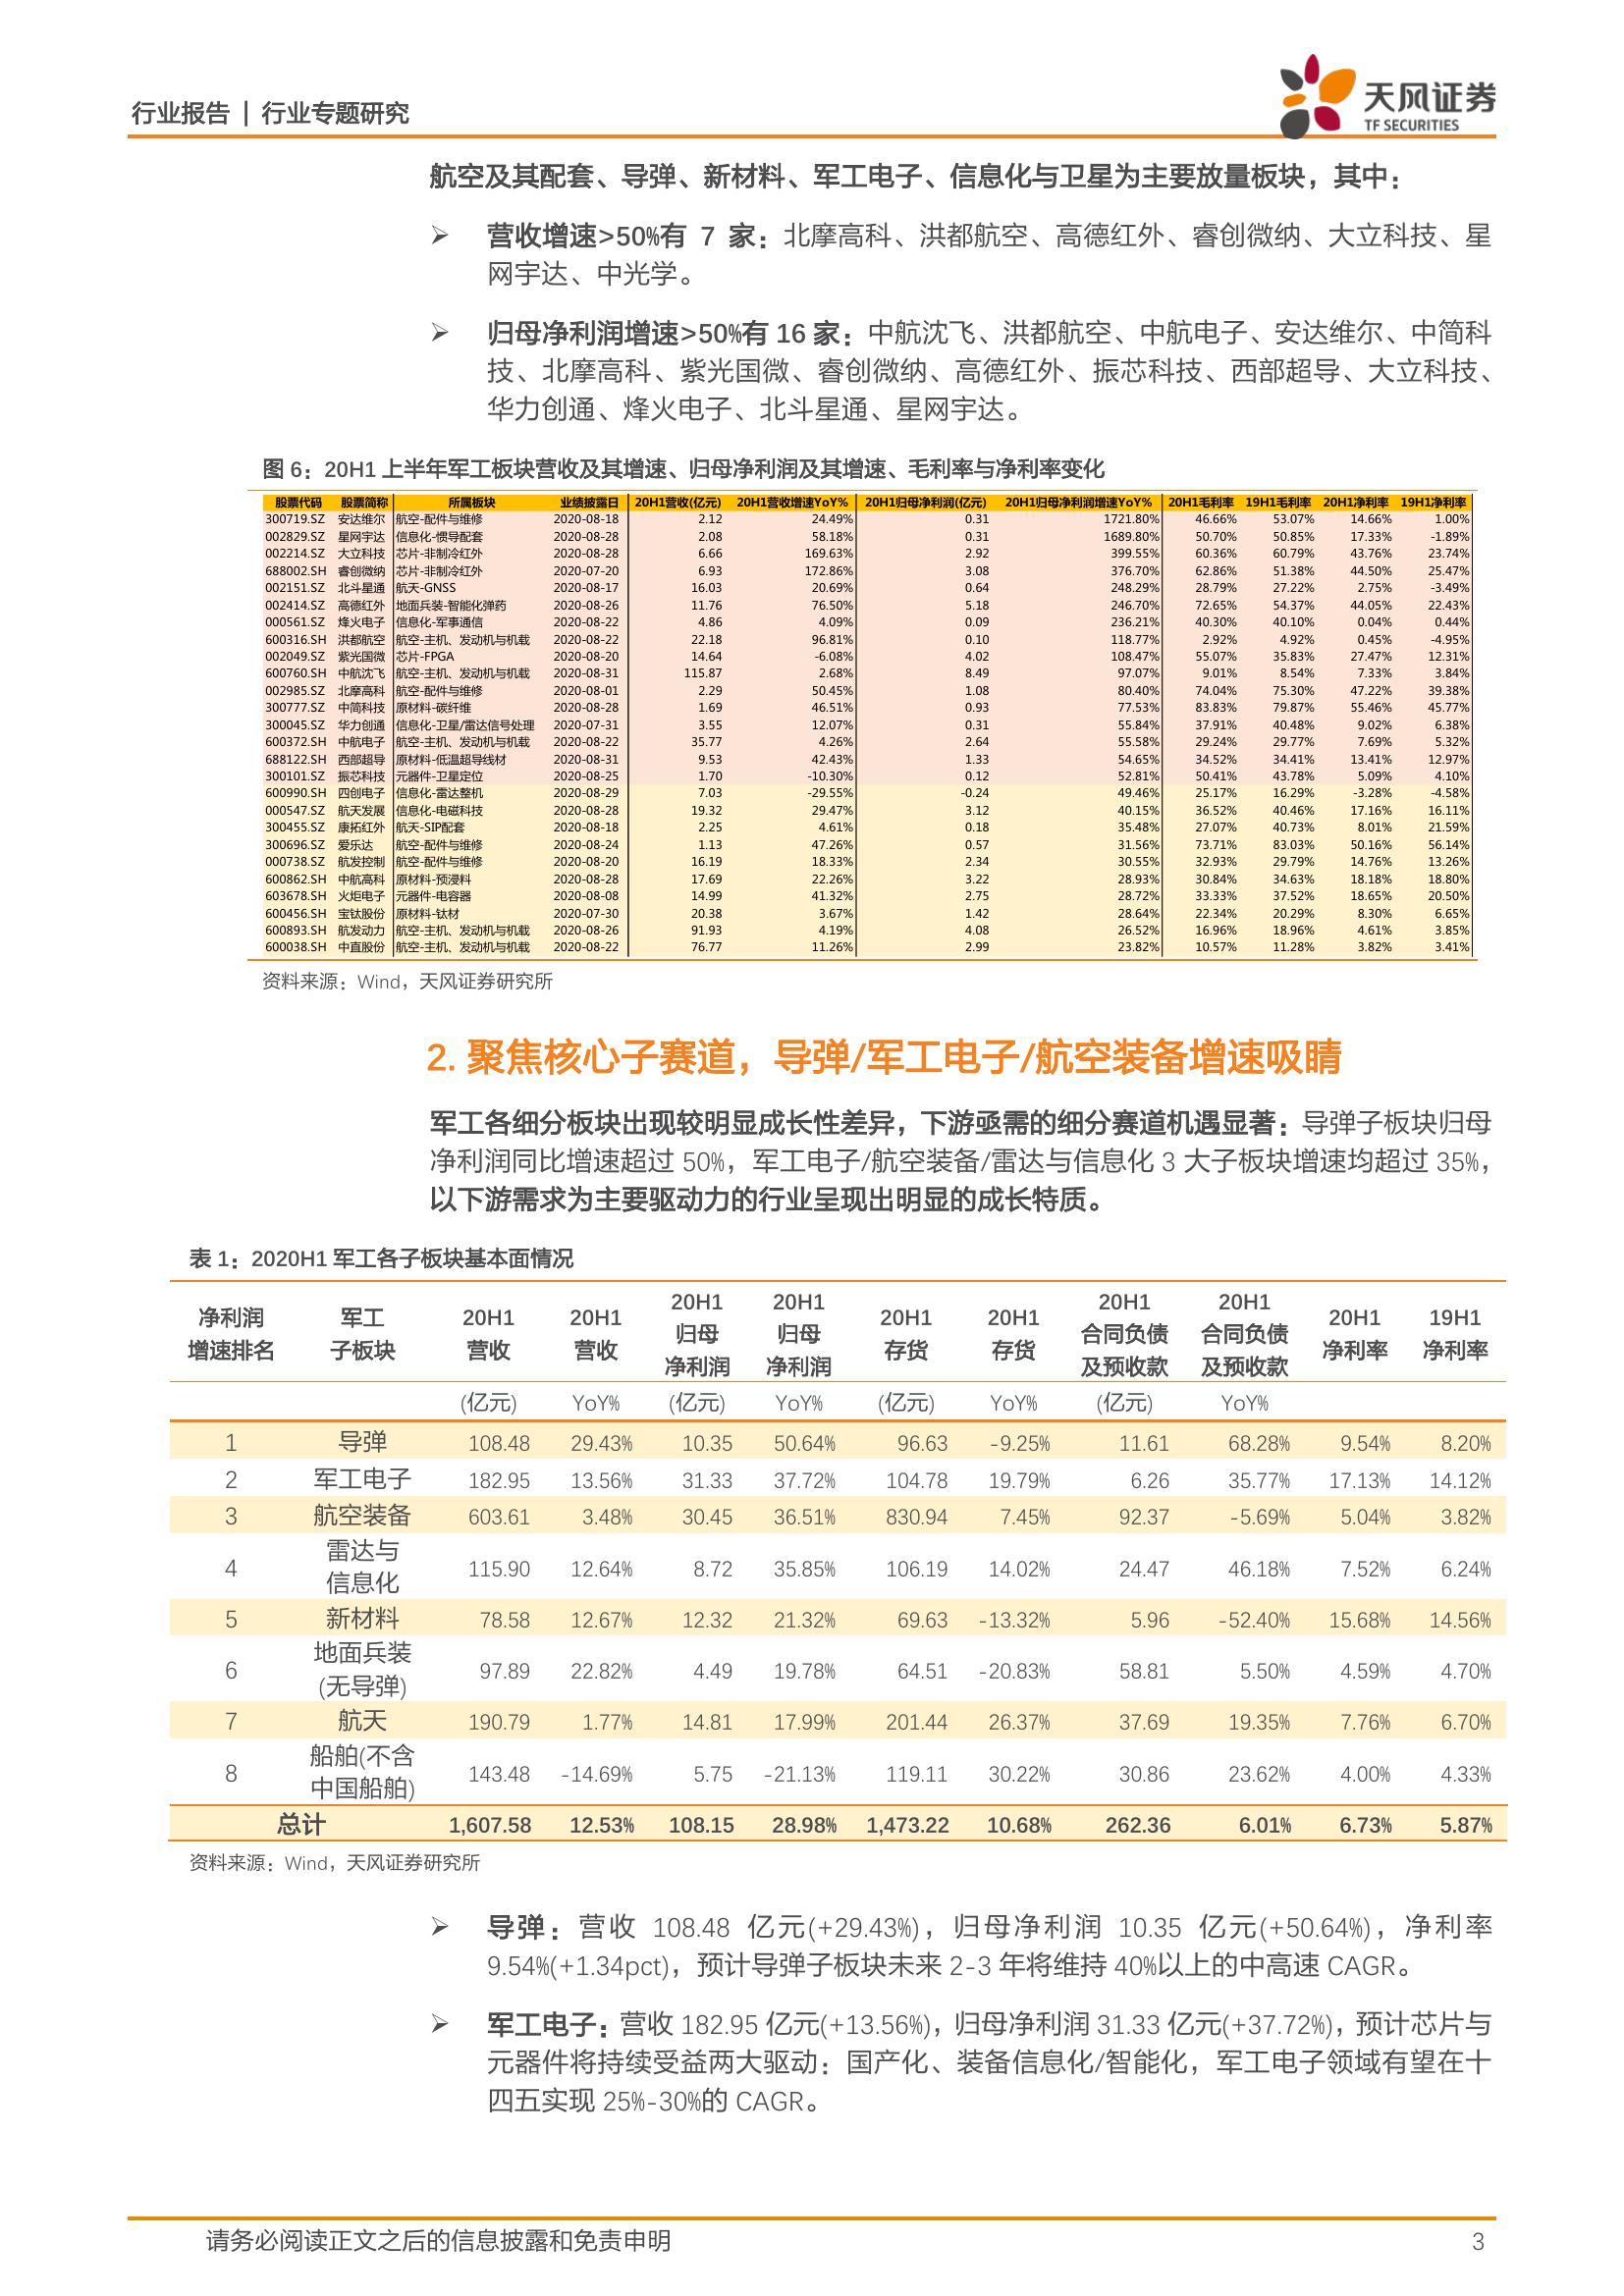 行业报告 | 行业专题研究
天风证券
TF SECURITIES
航空及其配套、导弹、新材料、军工电子、信息化与卫星为主要放量板块，其中：
➢ 营收增速>50%有 7 家：北摩高科、洪都航空、高德红外、睿创微纳、大立科技、星
网宇达、中光学。
➢ 归母净利润增速>50%有 16 家：中航沈飞、洪都航空、中航电子、安达维尔、中简科
技、北摩高科、紫光国微、睿创微纳、高德红外、振芯科技、西部超导、大立科技、
华力创通、烽火电子、北斗星通、星网宇达。
图 6：20H1 上半年军工板块营收及其增速、归母净利润及其增速、毛利率与净利率变化
股票代码 股票简称 所属板块 业绩披露日 20H1营收(亿元) 20H1营收增速YoY% 20H1归母净利润(亿元) 20H1归母净利润增速YoY% 20H1毛利率 19H1毛利率 20H1净利率 19H1净利率
300719.SZ 安达维尔 航空-配件与维修 2020-08-18 2.12 24.49% 0.31 1721.80% 46.66% 53.07% 14.66% 1.00%
002829.SZ 星网宇达 信息化-惯导配套 2020-08-28 2.08 58.18% 0.31 1689.80% 50.70% 50.85% 17.33% -1.89%
002214.SZ 大立科技 芯片-非制冷红外 2020-08-28 6.66 169.63% 2.92 399.55% 60.36% 60.79% 43.76% 23.74%
688002.SH 睿创微纳 芯片-非制冷红外 2020-07-20 6.93 172.86% 3.08 376.70% 62.86% 51.38% 44.50% 25.47%
002151.SZ 北斗星通 航天-GNSS 2020-08-17 16.03 20.69% 0.64 248.29% 28.79% 27.22% 2.75% -3.49%
002414.SZ 高德红外 地面兵装-智能化弹药 2020-08-26 11.76 76.50% 5.18 246.70% 72.65% 54.37% 44.05% 22.43%
000561.SZ 烽火电子 信息化-军事通信 2020-08-22 4.86 4.09% 0.09 236.21% 40.30% 40.10% 0.04% 0.44%
600316.SH 洪都航空 航空-主机、发动机与机载 2020-08-22 22.18 96.81% 0.10 118.77% 2.92% 4.92% 0.45% -4.95%
002049.SZ 紫光国微 芯片-FPGA 2020-08-20 14.64 -6.08% 4.02 108.47% 55.07% 35.83% 27.47% 12.31%
600760.SH 中航沈飞 航空-主机、发动机与机载 2020-08-31 115.87 2.68% 8.49 97.07% 9.01% 8.54% 7.33% 3.84%
002985.SZ 北摩高科 航空-配件与维修 2020-08-01 2.29 50.45% 1.08 80.40% 74.04% 75.30% 47.22% 39.38%
300777.SZ 中简科技 原材料-碳纤维 2020-08-28 1.69 46.51% 0.93 77.53% 83.83% 79.87% 55.46% 45.77%
300045.SZ 华力创通 信息化-卫星/雷达信号处理 2020-07-31 3.55 12.07% 0.31 55.84% 37.91% 40.48% 9.02% 6.38%
600372.SH 中航电子 航空-主机、发动机与机载 2020-08-22 35.77 4.26% 2.64 55.58% 29.24% 29.77% 7.69% 5.32%
688122.SH 西部超导 原材料-低温超导线材 2020-08-31 9.53 42.43% 1.33 54.65% 34.52% 34.41% 13.41% 12.97%
300101.SZ 振芯科技 元器件-卫星定位 2020-08-25 1.70 -10.30% 0.12 52.81% 50.41% 43.78% 5.09% 4.10%
600990.SH 四创电子 信息化-雷达整机 2020-08-29 7.03 -29.55% -0.24 49.46% 25.17% 16.29% -3.28% -4.58%
000547.SZ 航天发展 信息化-电磁科技 2020-08-28 19.32 29.47% 3.12 40.15% 36.52% 40.46% 17.16% 16.11%
300455.SZ 康拓红外 航天-SIP配套 2020-08-18 2.25 4.61% 0.18 35.48% 27.07% 40.73% 8.01% 21.59%
300696.SZ 爱乐达 航空-配件与维修 2020-08-24 1.13 47.26% 0.57 31.56% 73.71% 83.03% 50.16% 56.14%
000738.SZ 航发控制 航空-配件与维修 2020-08-20 16.19 18.33% 2.34 30.55% 32.93% 29.79% 14.76% 13.26%
600862.SH 中航高科 原材料-预浸料 2020-08-28 17.69 22.26% 3.22 28.93% 30.84% 34.63% 18.18% 18.80%
603678.SH 火炬电子 元器件-电容器 2020-08-08 14.99 41.32% 2.75 28.72% 33.33% 37.52% 18.65% 20.50%
600456.SH 宝钛股份 原材料-钛材 2020-07-30 20.38 3.67% 1.42 28.64% 22.34% 20.29% 8.30% 6.65%
600893.SH 航发动力 航空-主机、发动机与机载 2020-08-26 91.93 4.19% 4.08 26.52% 16.96% 18.96% 4.61% 3.85%
600038.SH 中直股份 航空-主机、发动机与机载 2020-08-22 76.77 11.26% 2.99 23.82% 10.57% 11.28% 3.82% 3.41%
资料来源：Wind，天风证券研究所
2. 聚焦核心子赛道，导弹/军工电子/航空装备增速吸睛
军工各细分板块出现较明显成长性差异，下游亟需的细分赛道机遇显著：导弹子板块归母
净利润同比增速超过 50%，军工电子/航空装备/雷达与信息化 3 大子板块增速均超过 35%，
以下游需求为主要驱动力的行业呈现出明显的成长特质。
表 1：2020H1 军工各子板块基本面情况
20H1 20H1 20H1 20H1
净利润 军工 20H1 20H1 归母 归母 20H1 20H1 合同负债 合同负债 20H1 19H1
增速排名 子板块 营收 营收 净利润 净利润 存货 存货 及预收款 及预收款 净利率 净利率
(亿元) YoY% (亿元) YoY% (亿元) YoY% (亿元) YoY%
1 导弹 108.48 29.43% 10.35 50.64% 96.63 -9.25% 11.61 68.28% 9.54% 8.20%
2 军工电子 182.95 13.56% 31.33 37.72% 104.78 19.79% 6.26 35.77% 17.13% 14.12%
3 航空装备 603.61 3.48% 30.45 36.51% 830.94 7.45% 92.37 -5.69% 5.04% 3.82%
雷达与
4 信息化 115.90 12.64% 8.72 35.85% 106.19 14.02% 24.47 46.18% 7.52% 6.24%
5 新材料 78.58 12.67% 12.32 21.32% 69.63 -13.32% 5.96 -52.40% 15.68% 14.56%
地面兵装
6 (无导弹) 97.89 22.82% 4.49 19.78% 64.51 -20.83% 58.81 5.50% 4.59% 4.70%
7 航天 190.79 1.77% 14.81 17.99% 201.44 26.37% 37.69 19.35% 7.76% 6.70%
船舶(不含
8 中国船舶) 143.48 -14.69% 5.75 -21.13% 119.11 30.22% 30.86 23.62% 4.00% 4.33%
总计 1,607.58 12.53% 108.15 28.98% 1,473.22 10.68% 262.36 6.01% 6.73% 5.87%
资料来源：Wind，天风证券研究所
➢ 导弹：营收 108.48 亿元(+29.43%)，归母净利润 10.35 亿元(+50.64%)，净利率
9.54%(+1.34pct)，预计导弹子板块未来 2-3 年将维持 40%以上的中高速 CAGR。
➢ 军工电子：营收 182.95 亿元(+13.56%)，归母净利润 31.33 亿元(+37.72%)，预计芯片与
元器件将持续受益两大驱动：国产化、装备信息化/智能化，军工电子领域有望在十
四五实现 25%-30%的 CAGR。
请务必阅读正文之后的信息披露和免责申明
3